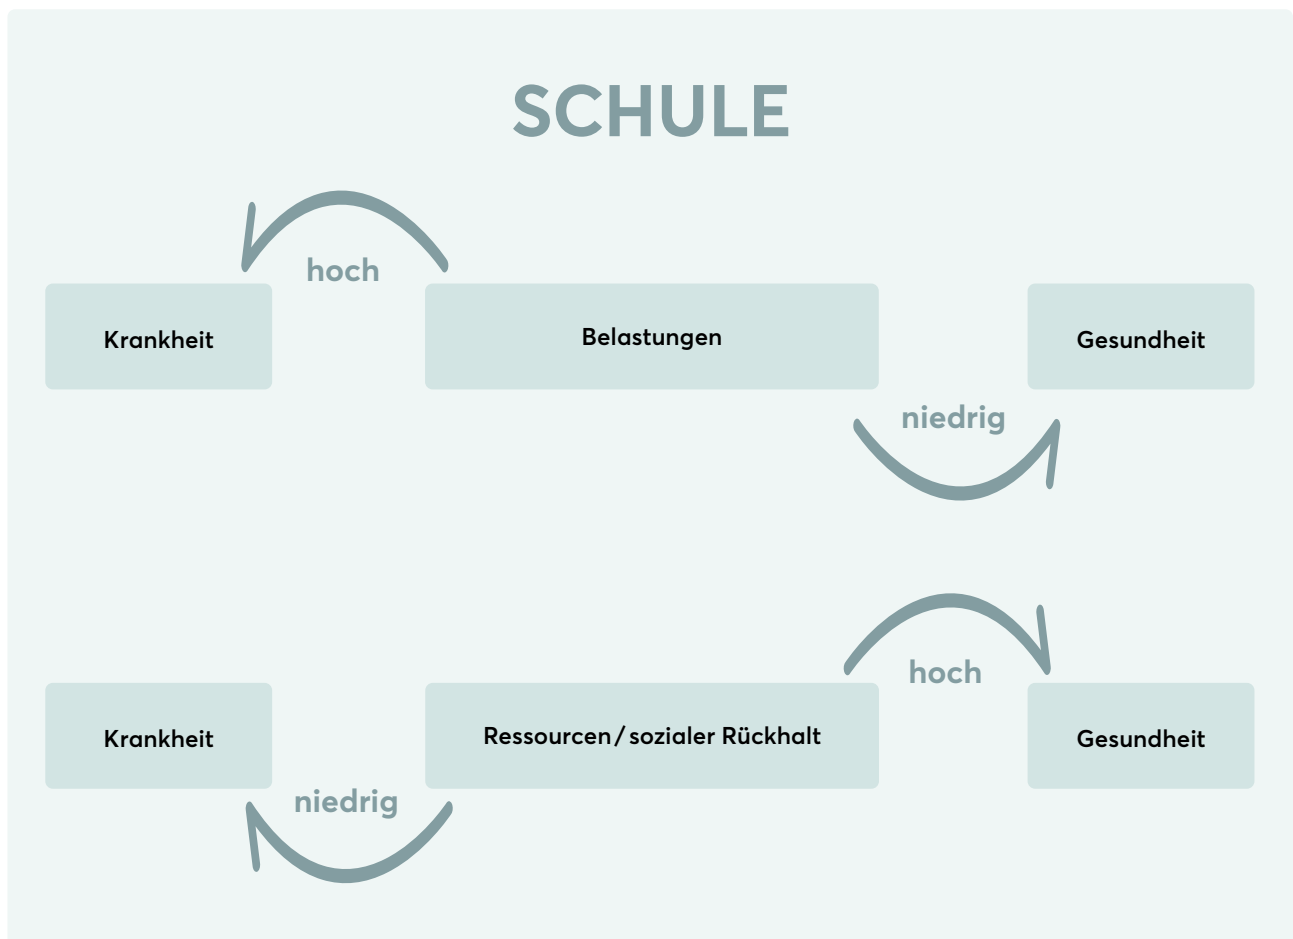 SCHULE
hoch
Krankheit
Belastungen
Gesundheit
niedrig
hoch
Krankheit
Ressourcen / sozialer Rückhalt
Gesundheit
niedrig